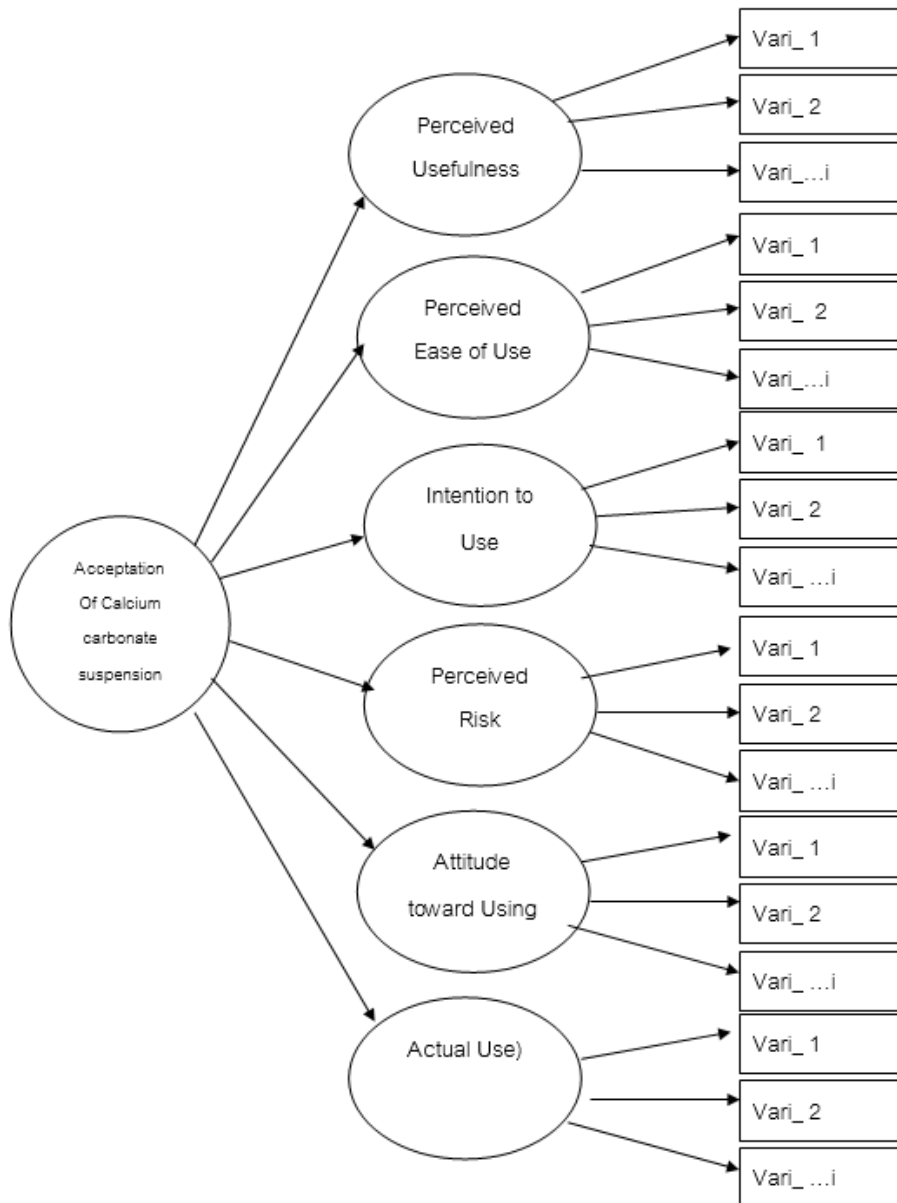 Vari_ 1
Vari_ 2
Vari_...i
Perceived
Usefulness
Vari_ 1
Vari_ 2
Vari_...i
Perceived
Ease of Use
Vari_ 1
Vari_ 2
Vari_ ...i
Intention to
Use
Acceptation
Of Calcium
carbonate
suspension
Vari_ 1
Vari_ 2
Vari_ ...i
Perceived
Risk
Vari_ 1
Vari_ 2
Vari_ ...i
Attitude
toward Using
Vari_ 1
Vari_ 2
Vari_ ...i
Actual Use)